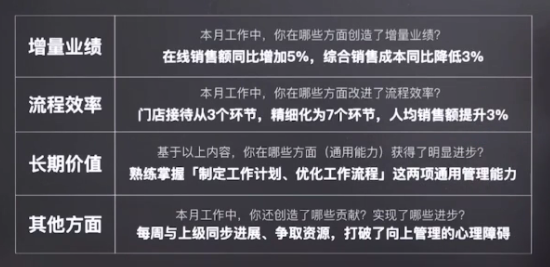 增量业绩
本月工作中，你在哪些方面创造了增量业绩？
在线销售额同比增加5%，综合销售成本同比降低3%
流程效率
本月工作中，你在哪些方面改进了流程效率？
门店接待从3个环节，精细化为7个环节，人均销售额提升3%
长期价值
基于以上内容，你在哪些方面（通用能力）获得了明显进步？
熟练掌握「制定工作计划、优化工作流程」这两项通用管理能力
其他方面
本月工作中，你还创造了哪些贡献？实现了哪些进步？
每周与上级同步进展、争取资源，打破了向上管理的心理障碍